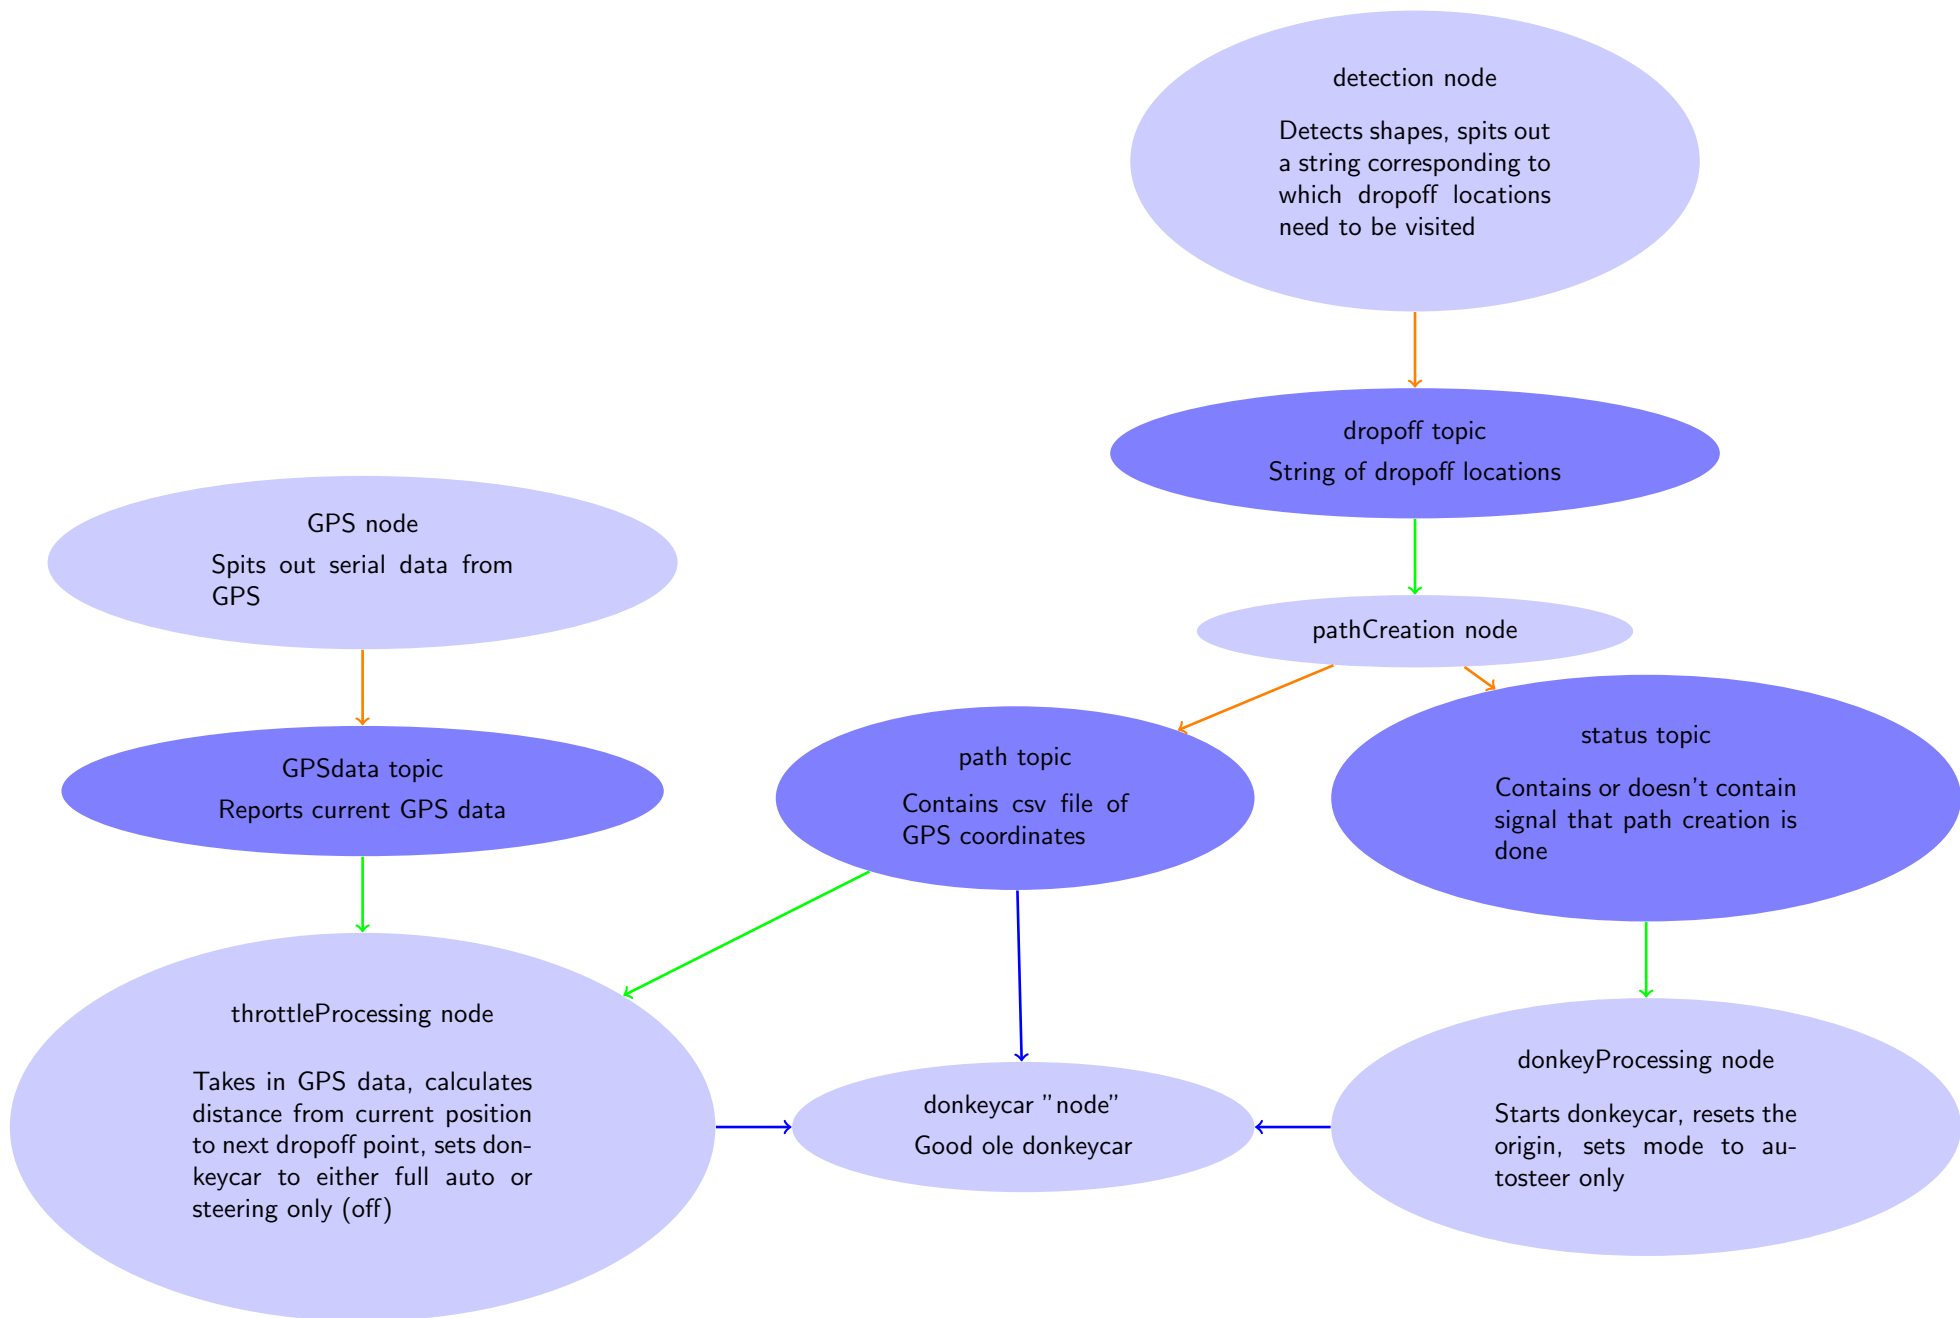 detection node
Detects shapes, spits out
a string corresponding to
which dropoff locations
need to be visited
dropoff topic
String of dropoff locations
GPS node
Spits out serial data from
GPS
pathCreation node
GPSdata topic
Reports current GPS data
path topic
Contains csv file of
GPS coordinates
status topic
Contains or doesn't contain
signal that path creation is
done
throttleProcessing node
Takes in GPS data, calculates
distance from current position
to next dropoff point, sets don-
keycar to either full auto or
steering only (off)
donkeycar "node"
Good ole donkeycar
donkeyProcessing node
Starts donkeycar, resets the
origin, sets mode to au-
tosteer only